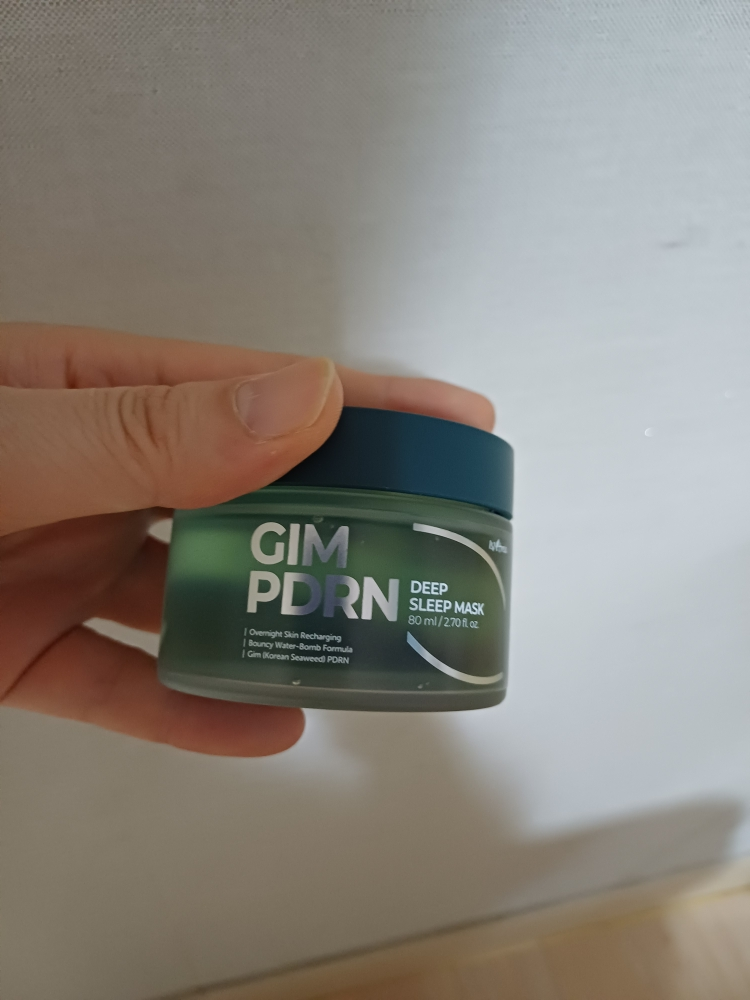 GIM
PDRN
DEEP
SLEEP MASK
80 ml / 2.70 fl. oz.
| Overnight Skin Recharging
| Bouncy Water-Bomb Formula
| Gim (Korean Seaweed) PDRN